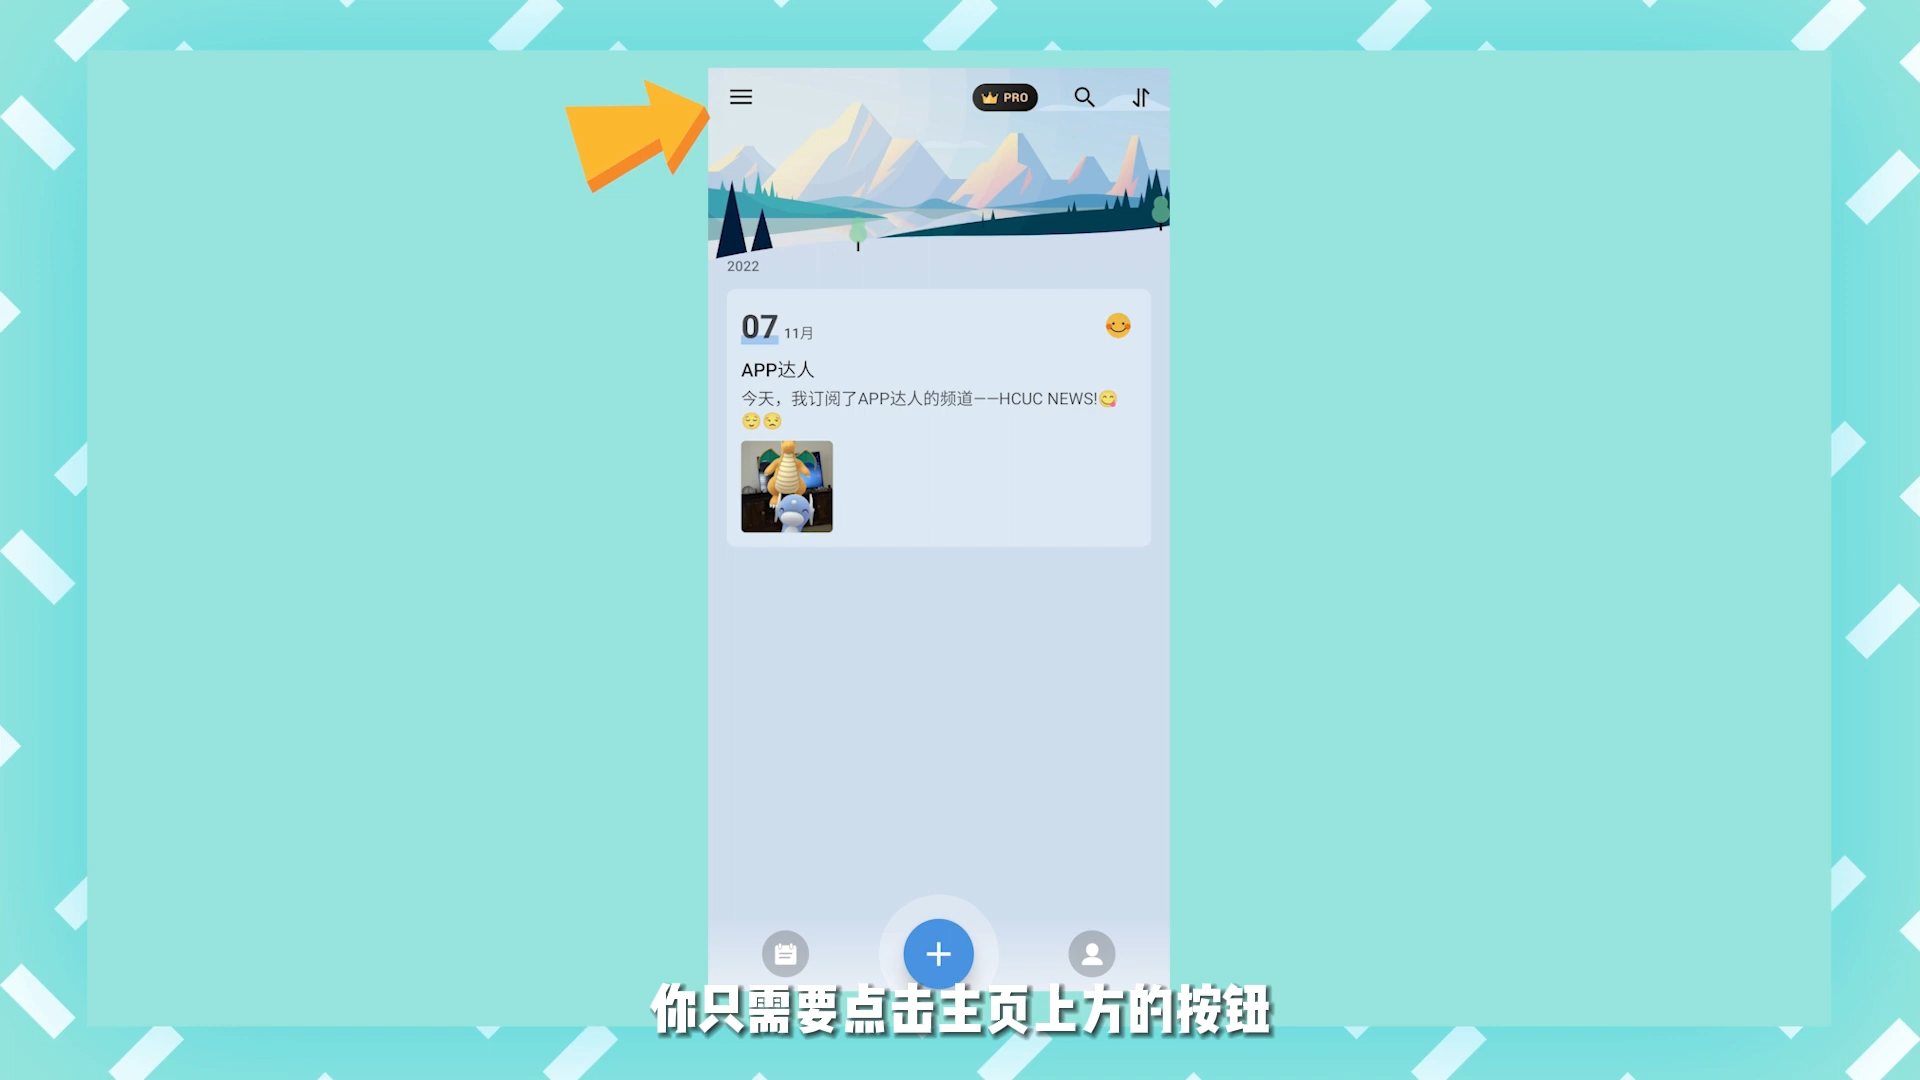 PRO
2022
07 11月
APP达人
今天，我订阅了APP达人的频道——HCUC NEWS!😋
😌😒
你只需要点击主页上方的按钮